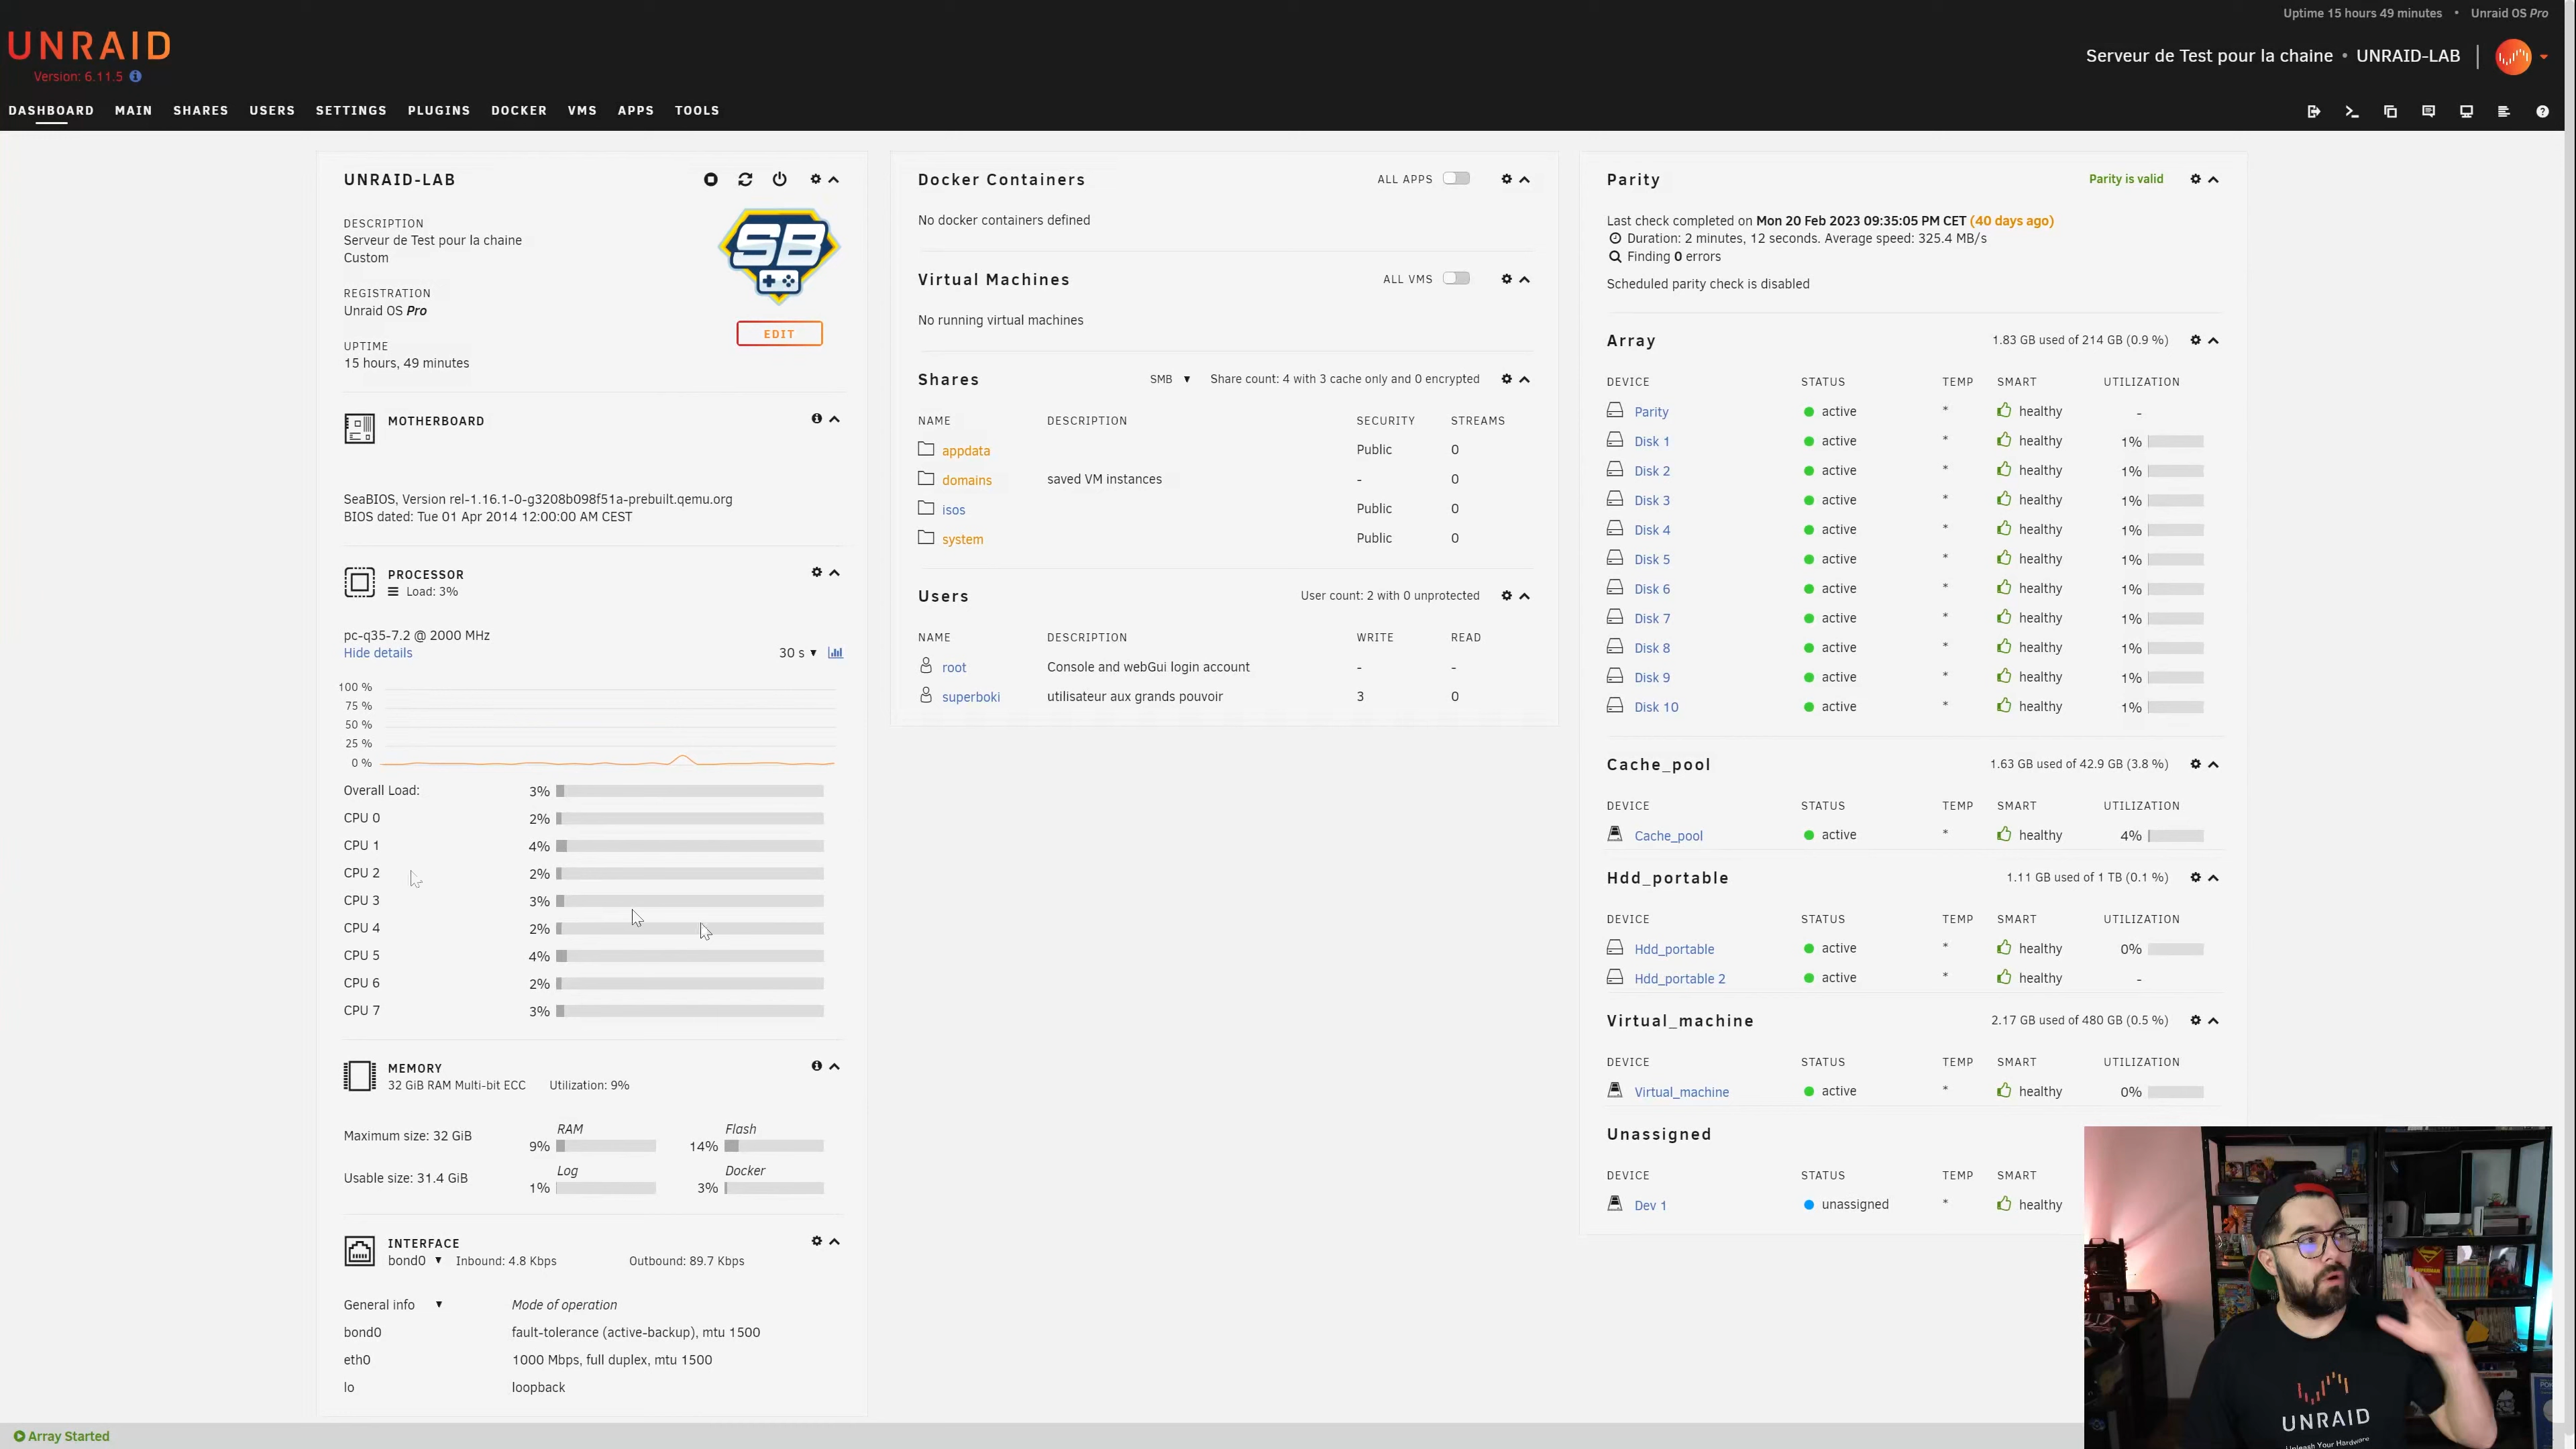 Uptime 15 hours 49 minutes • Unraid OS Pro
UNRAID
Version: 6.11.5
Serveur de Test pour la chaine • UNRAID-LAB
DASHBOARD MAIN SHARES USERS SETTINGS PLUGINS DOCKER VMS APPS TOOLS
UNRAID-LAB
DESCRIPTION
Serveur de Test pour la chaine
Custom
SB
REGISTRATION
Unraid OS Pro
EDIT
UPTIME
15 hours, 49 minutes
MOTHERBOARD
SeaBIOS, Version rel-1.16.1-0-g3208b098f51a-prebuilt.qemu.org
BIOS dated: Tue 01 Apr 2014 12:00:00 AM CEST
PROCESSOR
Load: 3%
pc-q35-7.2 @ 2000 MHz
Hide details
30 s
100 %
75 %
50 %
25 %
0 %
Overall Load: 3%
CPU 0 2%
CPU 1 4%
CPU 2 2%
CPU 3 3%
CPU 4 2%
CPU 5 4%
CPU 6 2%
CPU 7 3%
MEMORY
32 GiB RAM Multi-bit ECC Utilization: 9%
RAM Flash
Maximum size: 32 GiB 9% 14%
Log Docker
Usable size: 31.4 GiB 1% 3%
INTERFACE
bond0 Inbound: 4.8 Kbps Outbound: 89.7 Kbps
General info Mode of operation
bond0 fault-tolerance (active-backup), mtu 1500
eth0 1000 Mbps, full duplex, mtu 1500
lo loopback
Docker Containers ALL APPS
No docker containers defined
Virtual Machines ALL VMS
No running virtual machines
Shares SMB Share count: 4 with 3 cache only and 0 encrypted
NAME DESCRIPTION SECURITY STREAMS
appdata Public 0
domains saved VM instances - 0
isos Public 0
system Public 0
Users User count: 2 with 0 unprotected
NAME DESCRIPTION WRITE READ
root Console and webGui login account - -
superboki utilisateur aux grands pouvoir 3 0
Parity Parity is valid
Last check completed on Mon 20 Feb 2023 09:35:05 PM CET (40 days ago)
Duration: 2 minutes, 12 seconds. Average speed: 325.4 MB/s
Finding 0 errors
Scheduled parity check is disabled
Array 1.83 GB used of 214 GB (0.9 %)
DEVICE STATUS TEMP SMART UTILIZATION
Parity active * healthy -
Disk 1 active * healthy 1%
Disk 2 active * healthy 1%
Disk 3 active * healthy 1%
Disk 4 active * healthy 1%
Disk 5 active * healthy 1%
Disk 6 active * healthy 1%
Disk 7 active * healthy 1%
Disk 8 active * healthy 1%
Disk 9 active * healthy 1%
Disk 10 active * healthy 1%
Cache_pool 1.63 GB used of 42.9 GB (3.8 %)
DEVICE STATUS TEMP SMART UTILIZATION
Cache_pool active * healthy 4%
Hdd_portable 1.11 GB used of 1 TB (0.1 %)
DEVICE STATUS TEMP SMART UTILIZATION
Hdd_portable active * healthy 0%
Hdd_portable 2 active * healthy -
Virtual_machine 2.17 GB used of 480 GB (0.5 %)
DEVICE STATUS TEMP SMART UTILIZATION
Virtual_machine active * healthy 0%
Unassigned
DEVICE STATUS TEMP SMART
Dev 1 unassigned * healthy
SUPERMAN
UNRAID
Unleash Your Hardware
Array Started